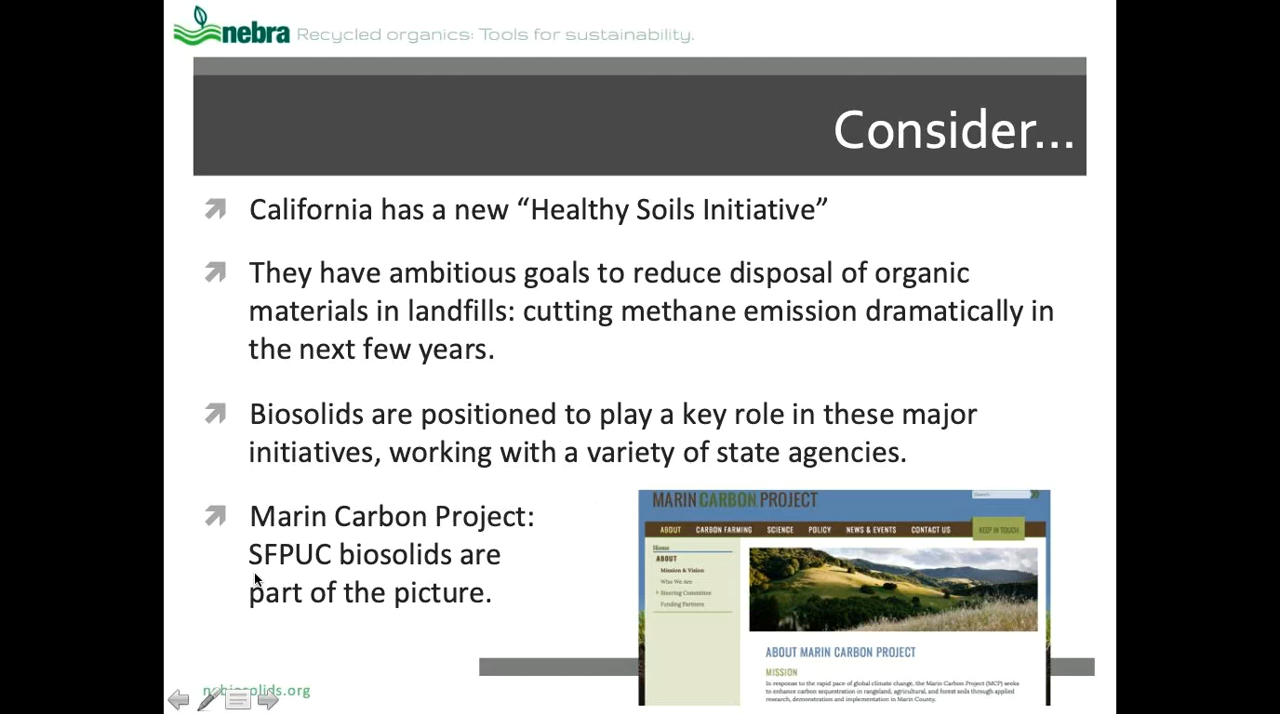 nebra Recycled organics: Tools for sustainability.
Consider...
California has a new “Healthy Soils Initiative”
They have ambitious goals to reduce disposal of organic
materials in landfills: cutting methane emission dramatically in
the next few years.
Biosolids are positioned to play a key role in these major
initiatives, working with a variety of state agencies.
Marin Carbon Project:
SFPUC biosolids are
part of the picture.
MARIN CARBON PROJECT
Search
ABOUT CARBON FARMING SCIENCE POLICY NEWS & EVENTS CONTACT US KEEP IN TOUCH
Home
ABOUT
Mission & Vision
Who We Are
Steering Committee
Funding Partners
ABOUT MARIN CARBON PROJECT
MISSION
In response to the rapid pace of global climate change, the Marin Carbon Project (MCP) seeks
to enhance carbon sequestration in rangeland, agricultural, and forest soils through applied
research, demonstration and implementation in Marin County.
nebiosolids.org